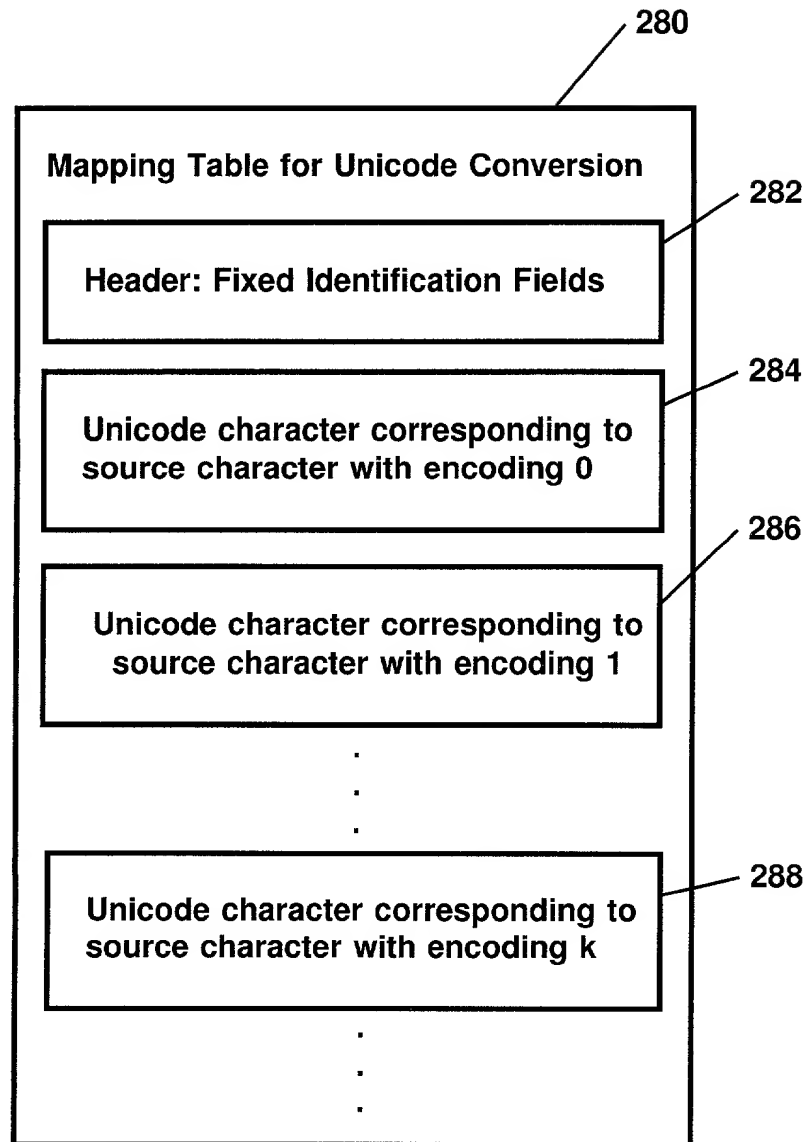 280
Mapping Table for Unicode Conversion
282
Header: Fixed Identification Fields
284
Unicode character corresponding to
source character with encoding 0
286
Unicode character corresponding to
source character with encoding 1
.
.
.
288
Unicode character corresponding to
source character with encoding k
.
.
.